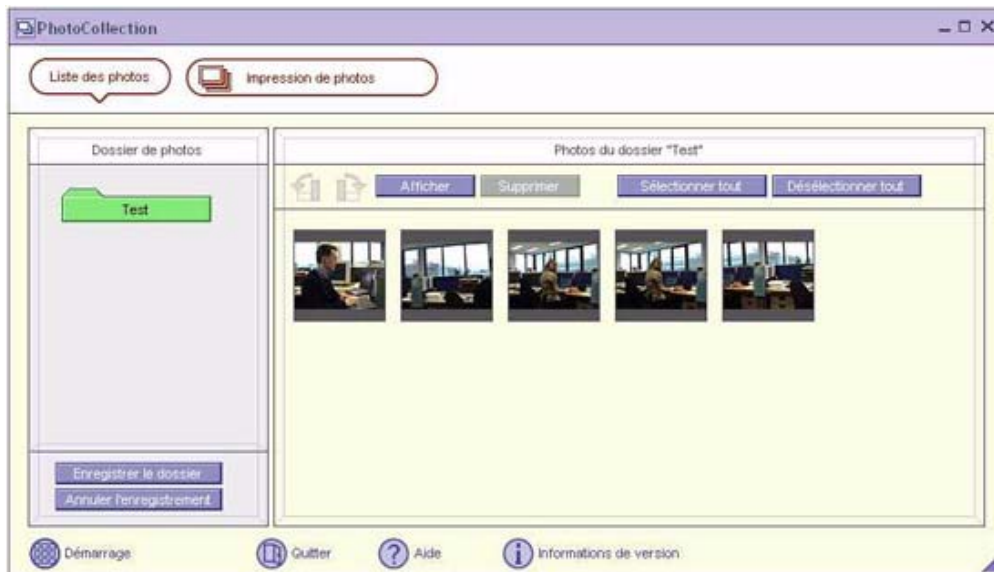 PhotoCollection
Liste des photos
Impression de photos
Dossier de photos
Test
Enregistrer le dossier
Annuler l'enregistrement
Photos du dossier "Test"
Afficher
Supprimer
Sélectionner tout
Désélectionner tout
Démarrage
Quitter
? Aide
i Informations de version